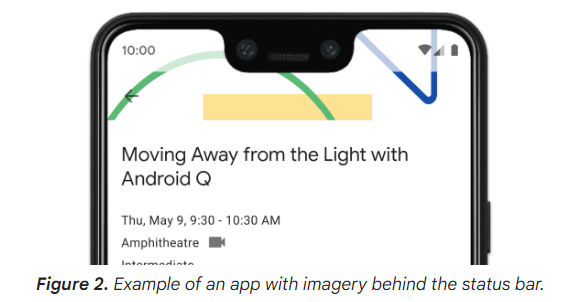 10:00
Moving Away from the Light with
Android Q
Thu, May 9, 9:30 - 10:30 AM
Amphitheatre
Intermediate
Figure 2. Example of an app with imagery behind the status bar.